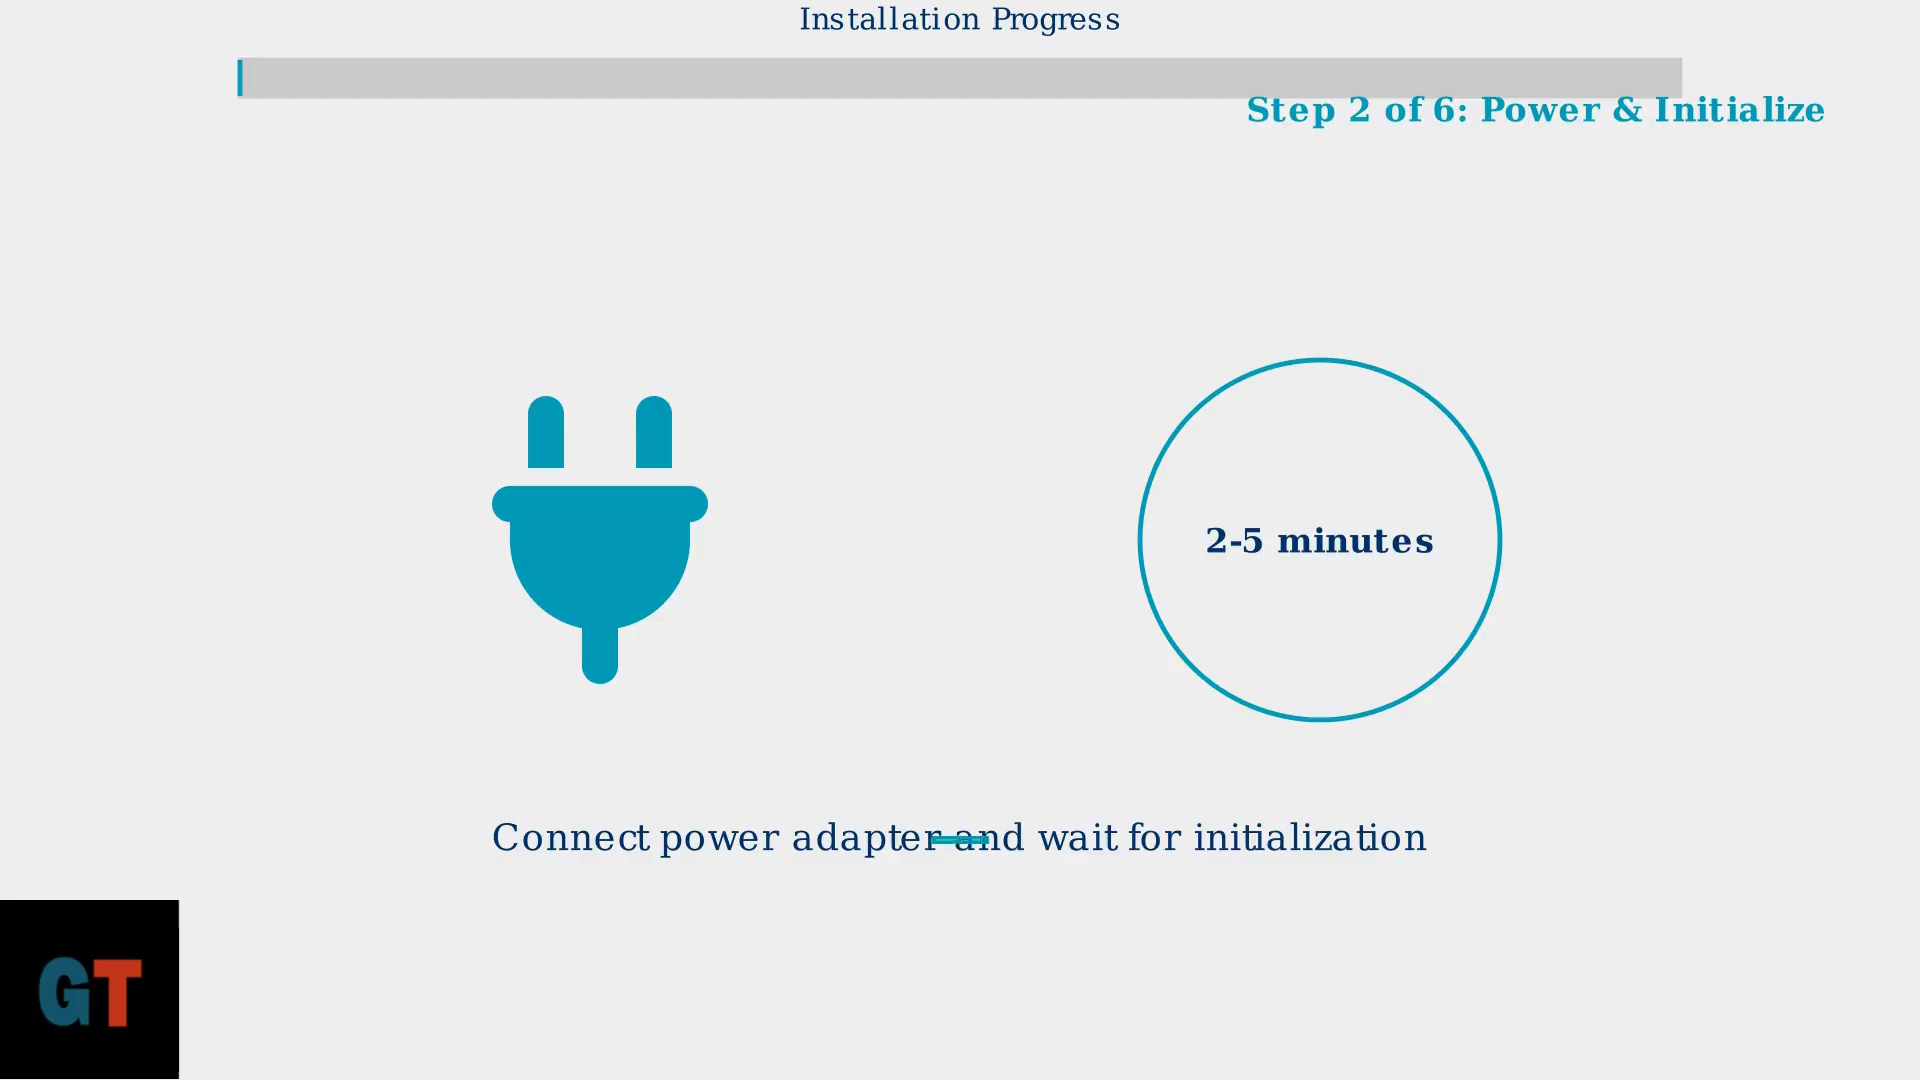 Installation Progress
Step 2 of 6: Power & Initialize
2-5 minutes
Connect power adapter and wait for initialization
GT